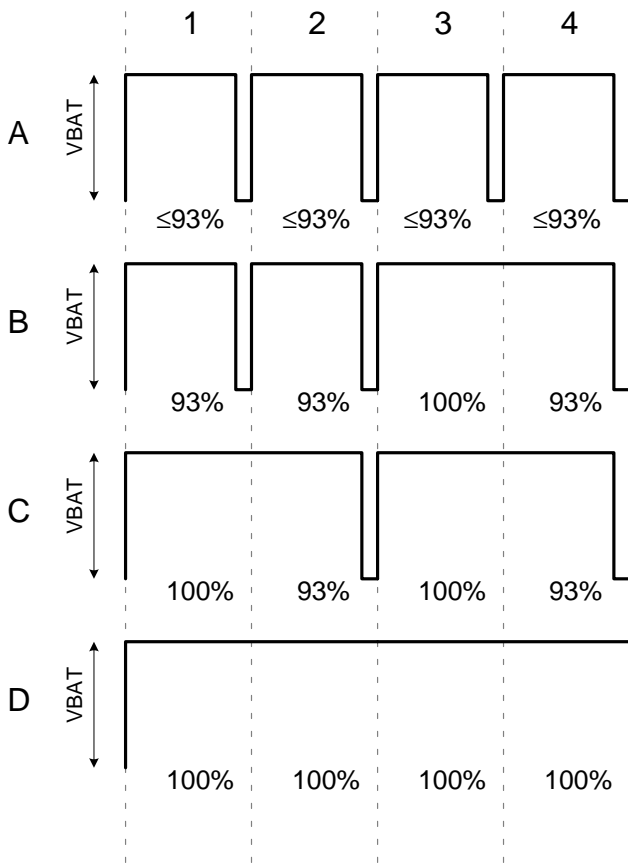 1 2 3 4
A VBAT
≤93% ≤93% ≤93% ≤93%
B VBAT
93% 93% 100% 93%
C VBAT
100% 93% 100% 93%
D VBAT
100% 100% 100% 100%